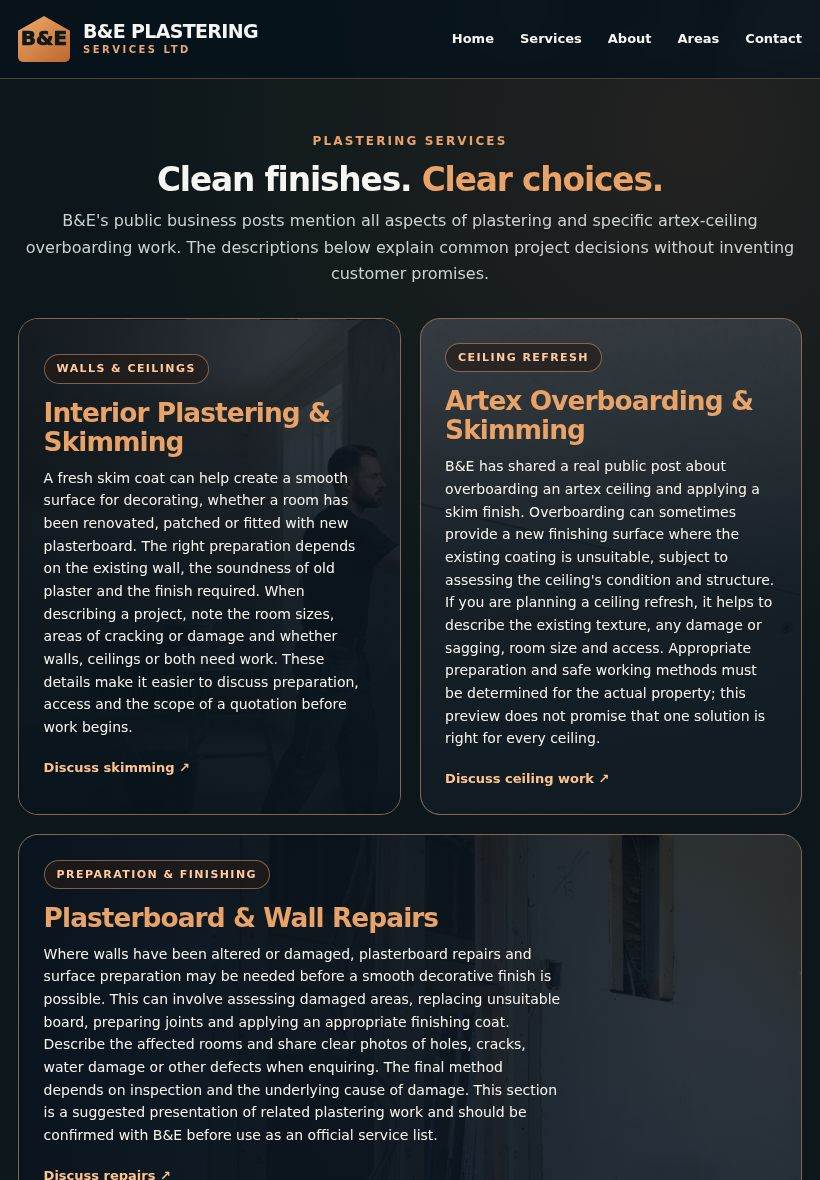 B&E
B&E PLASTERING
SERVICES LTD
Home Services About Areas Contact
PLASTERING SERVICES
Clean finishes. Clear choices.
B&E's public business posts mention all aspects of plastering and specific artex-ceiling
overboarding work. The descriptions below explain common project decisions without inventing
customer promises.
WALLS & CEILINGS
Interior Plastering &
Skimming
A fresh skim coat can help create a smooth
surface for decorating, whether a room has
been renovated, patched or fitted with new
plasterboard. The right preparation depends
on the existing wall, the soundness of old
plaster and the finish required. When
describing a project, note the room sizes,
areas of cracking or damage and whether
walls, ceilings or both need work. These
details make it easier to discuss preparation,
access and the scope of a quotation before
work begins.
Discuss skimming ↗
CEILING REFRESH
Artex Overboarding &
Skimming
B&E has shared a real public post about
overboarding an artex ceiling and applying a
skim finish. Overboarding can sometimes
provide a new finishing surface where the
existing coating is unsuitable, subject to
assessing the ceiling's condition and structure.
If you are planning a ceiling refresh, it helps to
describe the existing texture, any damage or
sagging, room size and access. Appropriate
preparation and safe working methods must
be determined for the actual property; this
preview does not promise that one solution is
right for every ceiling.
Discuss ceiling work ↗
PREPARATION & FINISHING
Plasterboard & Wall Repairs
Where walls have been altered or damaged, plasterboard repairs and
surface preparation may be needed before a smooth decorative finish is
possible. This can involve assessing damaged areas, replacing unsuitable
board, preparing joints and applying an appropriate finishing coat.
Describe the affected rooms and share clear photos of holes, cracks,
water damage or other defects when enquiring. The final method
depends on inspection and the underlying cause of damage. This section
is a suggested presentation of related plastering work and should be
confirmed with B&E before use as an official service list.
Discuss repairs ↗